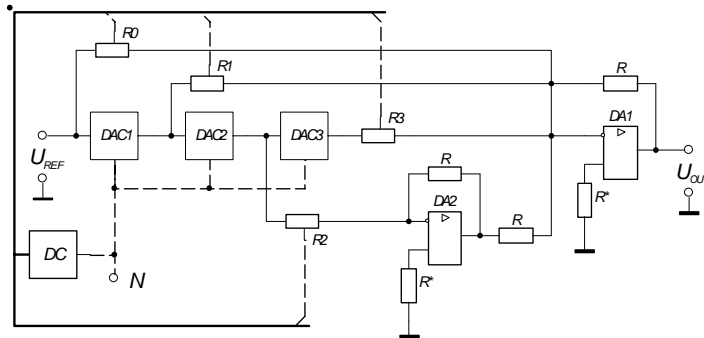 R0
R1
R
R3
DAC1
DAC2
DAC3
DA1
U_REF
U_OU
R
DA2
R*
R
R2
DC
N
R*